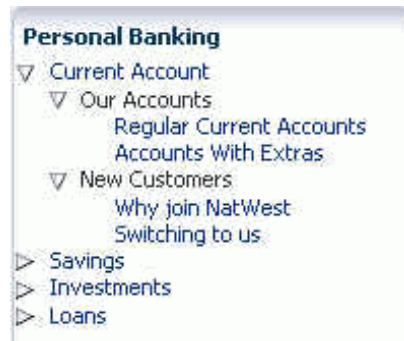 Personal Banking
Current Account
Our Accounts
Regular Current Accounts
Accounts With Extras
New Customers
Why join NatWest
Switching to us
Savings
Investments
Loans